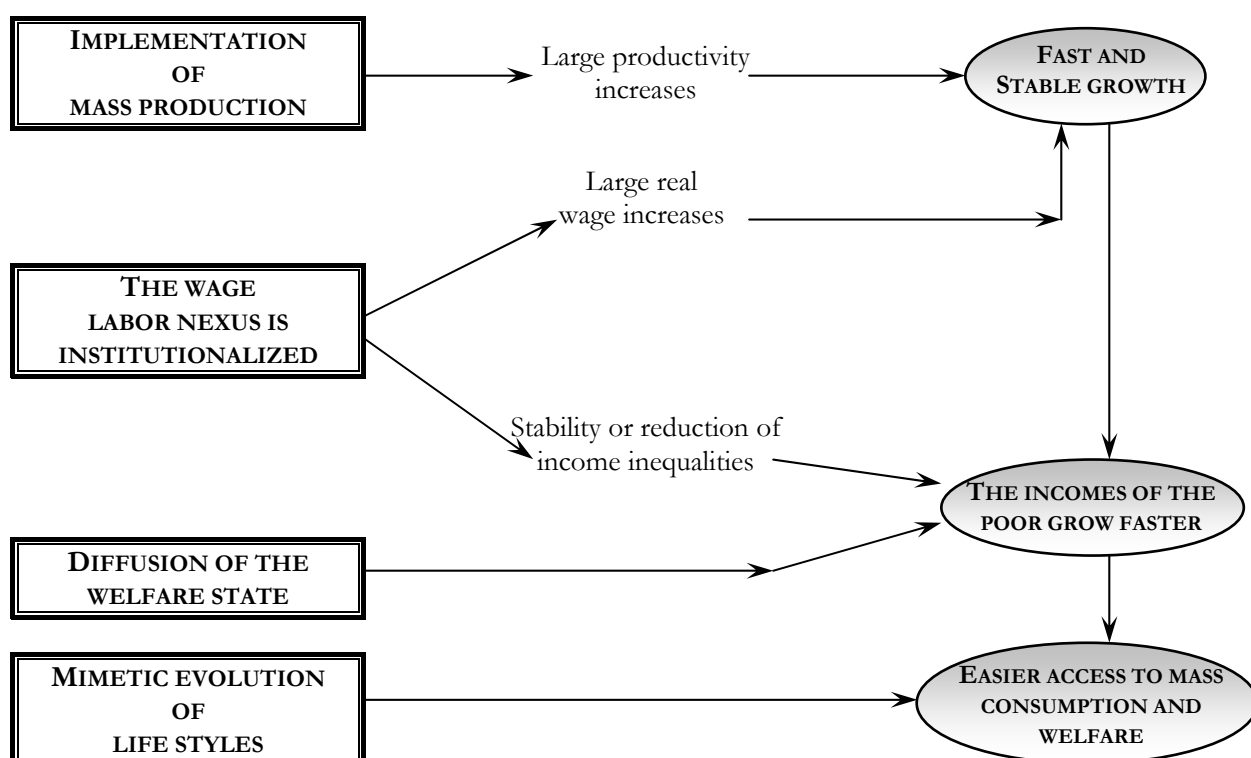 IMPLEMENTATION
OF
MASS PRODUCTION
Large productivity
increases
FAST AND
STABLE GROWTH
Large real
wage increases
THE WAGE
LABOR NEXUS IS
INSTITUTIONALIZED
Stability or reduction of
income inequalities
THE INCOMES OF THE
POOR GROW FASTER
DIFFUSION OF THE
WELFARE STATE
MIMETIC EVOLUTION
OF
LIFE STYLES
EASIER ACCESS TO MASS
CONSUMPTION AND
WELFARE